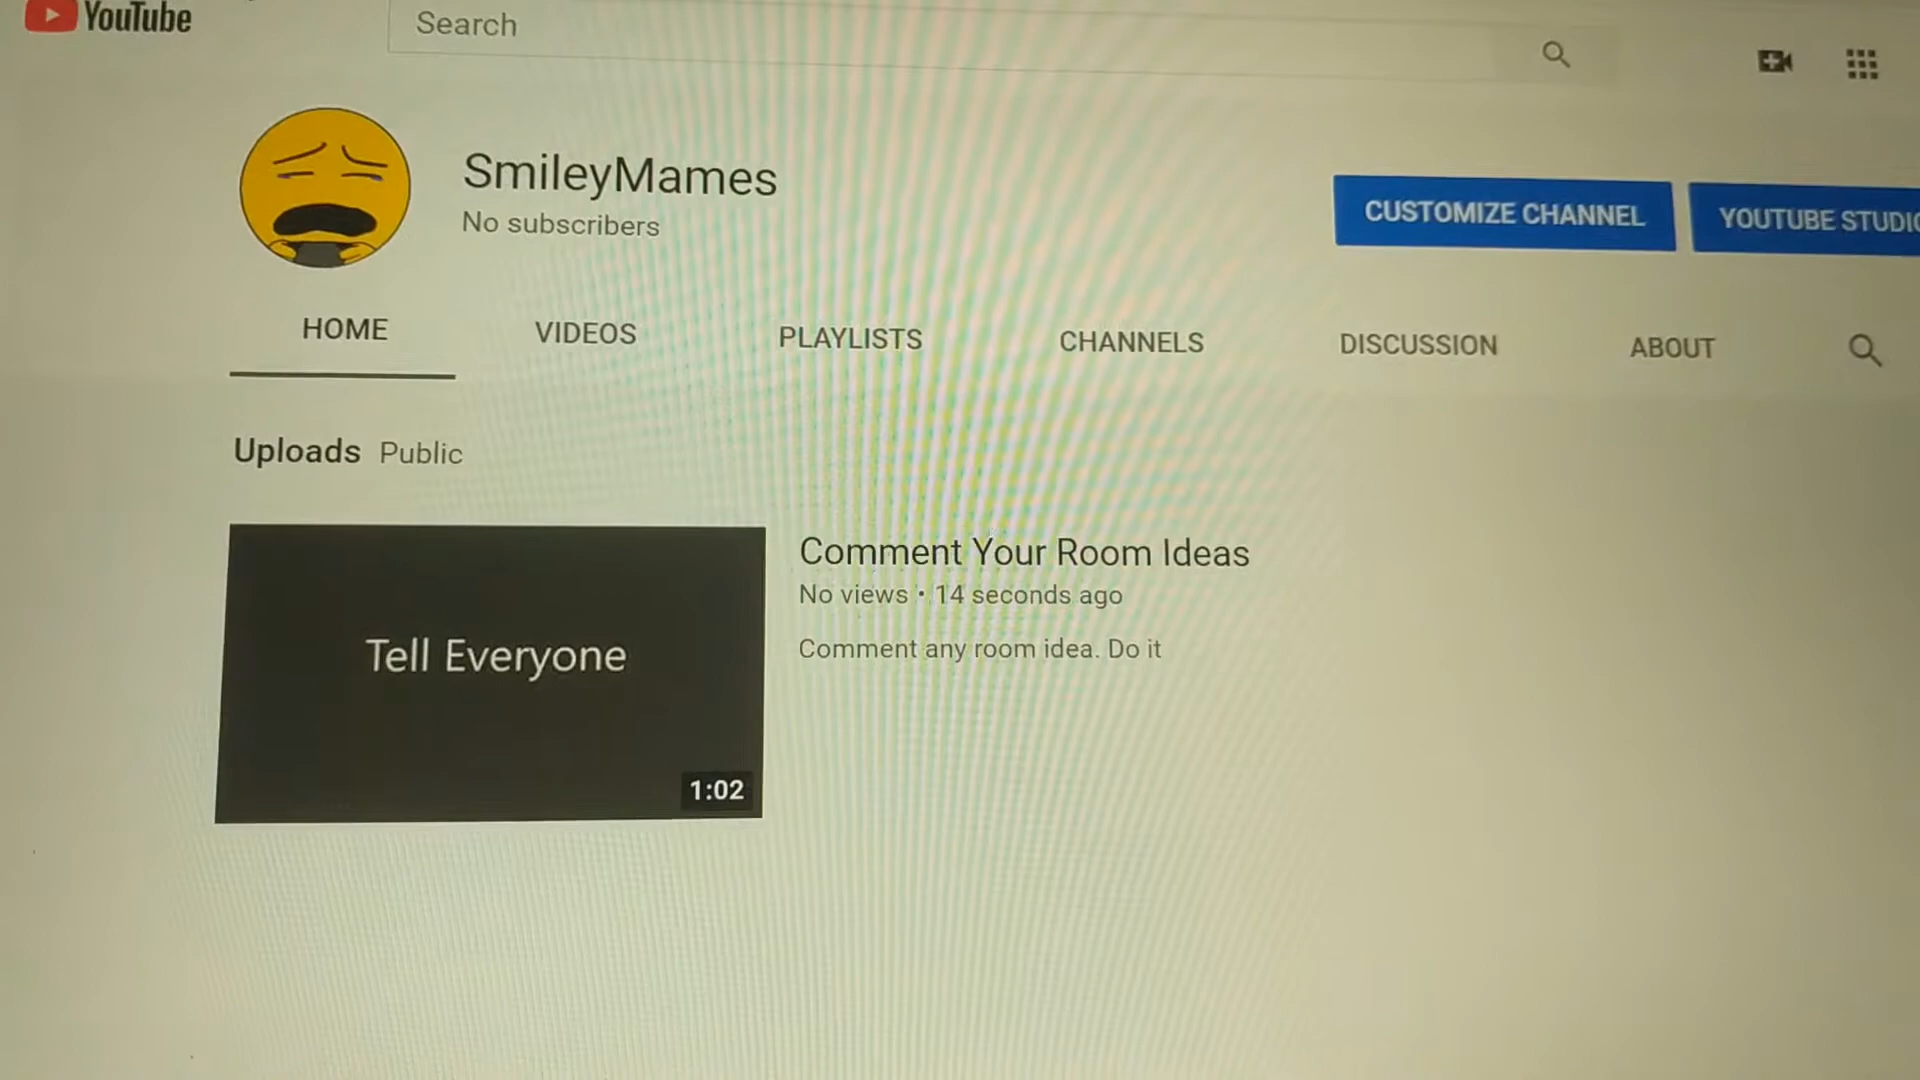 YouTube
Search
SmileyMames
No subscribers
CUSTOMIZE CHANNEL
YOUTUBE STUDIO
HOME
VIDEOS
PLAYLISTS
CHANNELS
DISCUSSION
ABOUT
Uploads Public
Tell Everyone
1:02
Comment Your Room Ideas
No views • 14 seconds ago
Comment any room idea. Do it